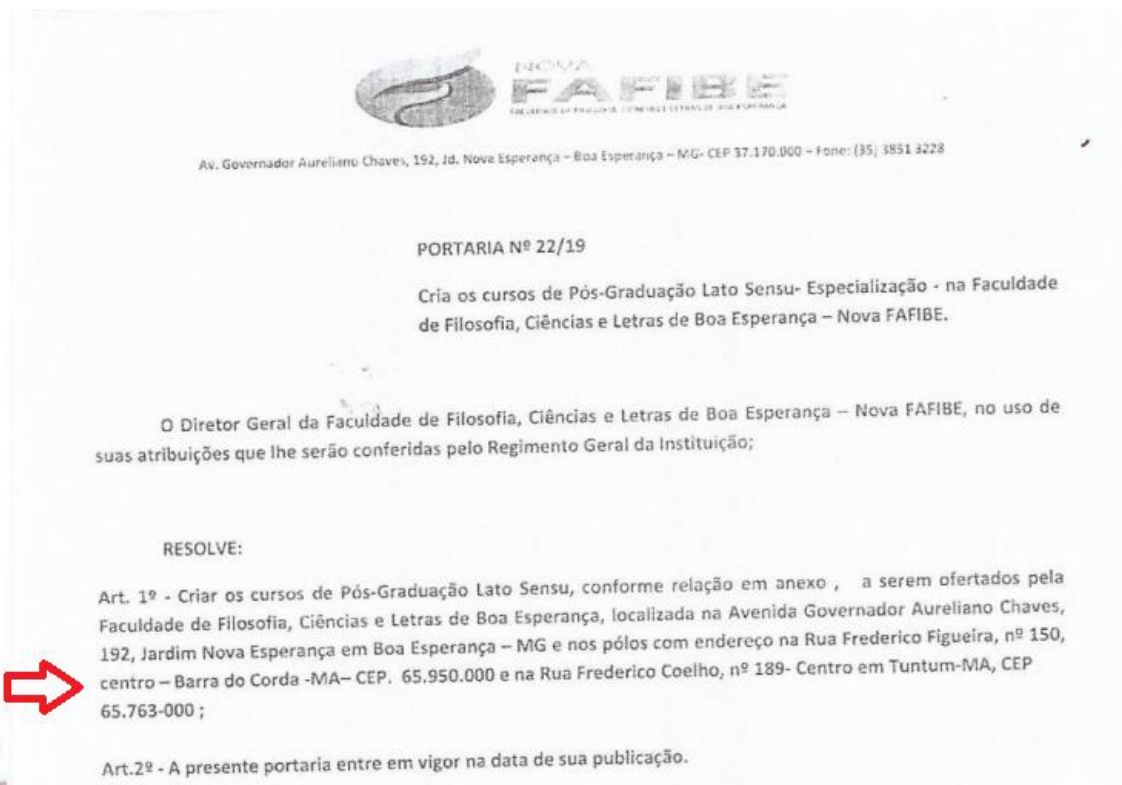 NOVA
FAFIBE
FACULDADE DE FILOSOFIA, CIÊNCIAS E LETRAS DE BOA ESPERANÇA
Av. Governador Aureliano Chaves, 192, Jd. Nova Esperança – Boa Esperança – MG- CEP 37.170.000 – Fone: (35) 3851 3228
PORTARIA Nº 22/19
Cria os cursos de Pós-Graduação Lato Sensu- Especialização - na Faculdade
de Filosofia, Ciências e Letras de Boa Esperança – Nova FAFIBE.
O Diretor Geral da Faculdade de Filosofia, Ciências e Letras de Boa Esperança – Nova FAFIBE, no uso de
suas atribuições que lhe serão conferidas pelo Regimento Geral da Instituição;
RESOLVE:
Art. 1º - Criar os cursos de Pós-Graduação Lato Sensu, conforme relação em anexo , a serem ofertados pela
Faculdade de Filosofia, Ciências e Letras de Boa Esperança, localizada na Avenida Governador Aureliano Chaves,
192, Jardim Nova Esperança em Boa Esperança – MG e nos pólos com endereço na Rua Frederico Figueira, nº 150,
centro – Barra do Corda -MA– CEP. 65.950.000 e na Rua Frederico Coelho, nº 189- Centro em Tuntum-MA, CEP
65.763-000 ;
Art.2º - A presente portaria entre em vigor na data de sua publicação.